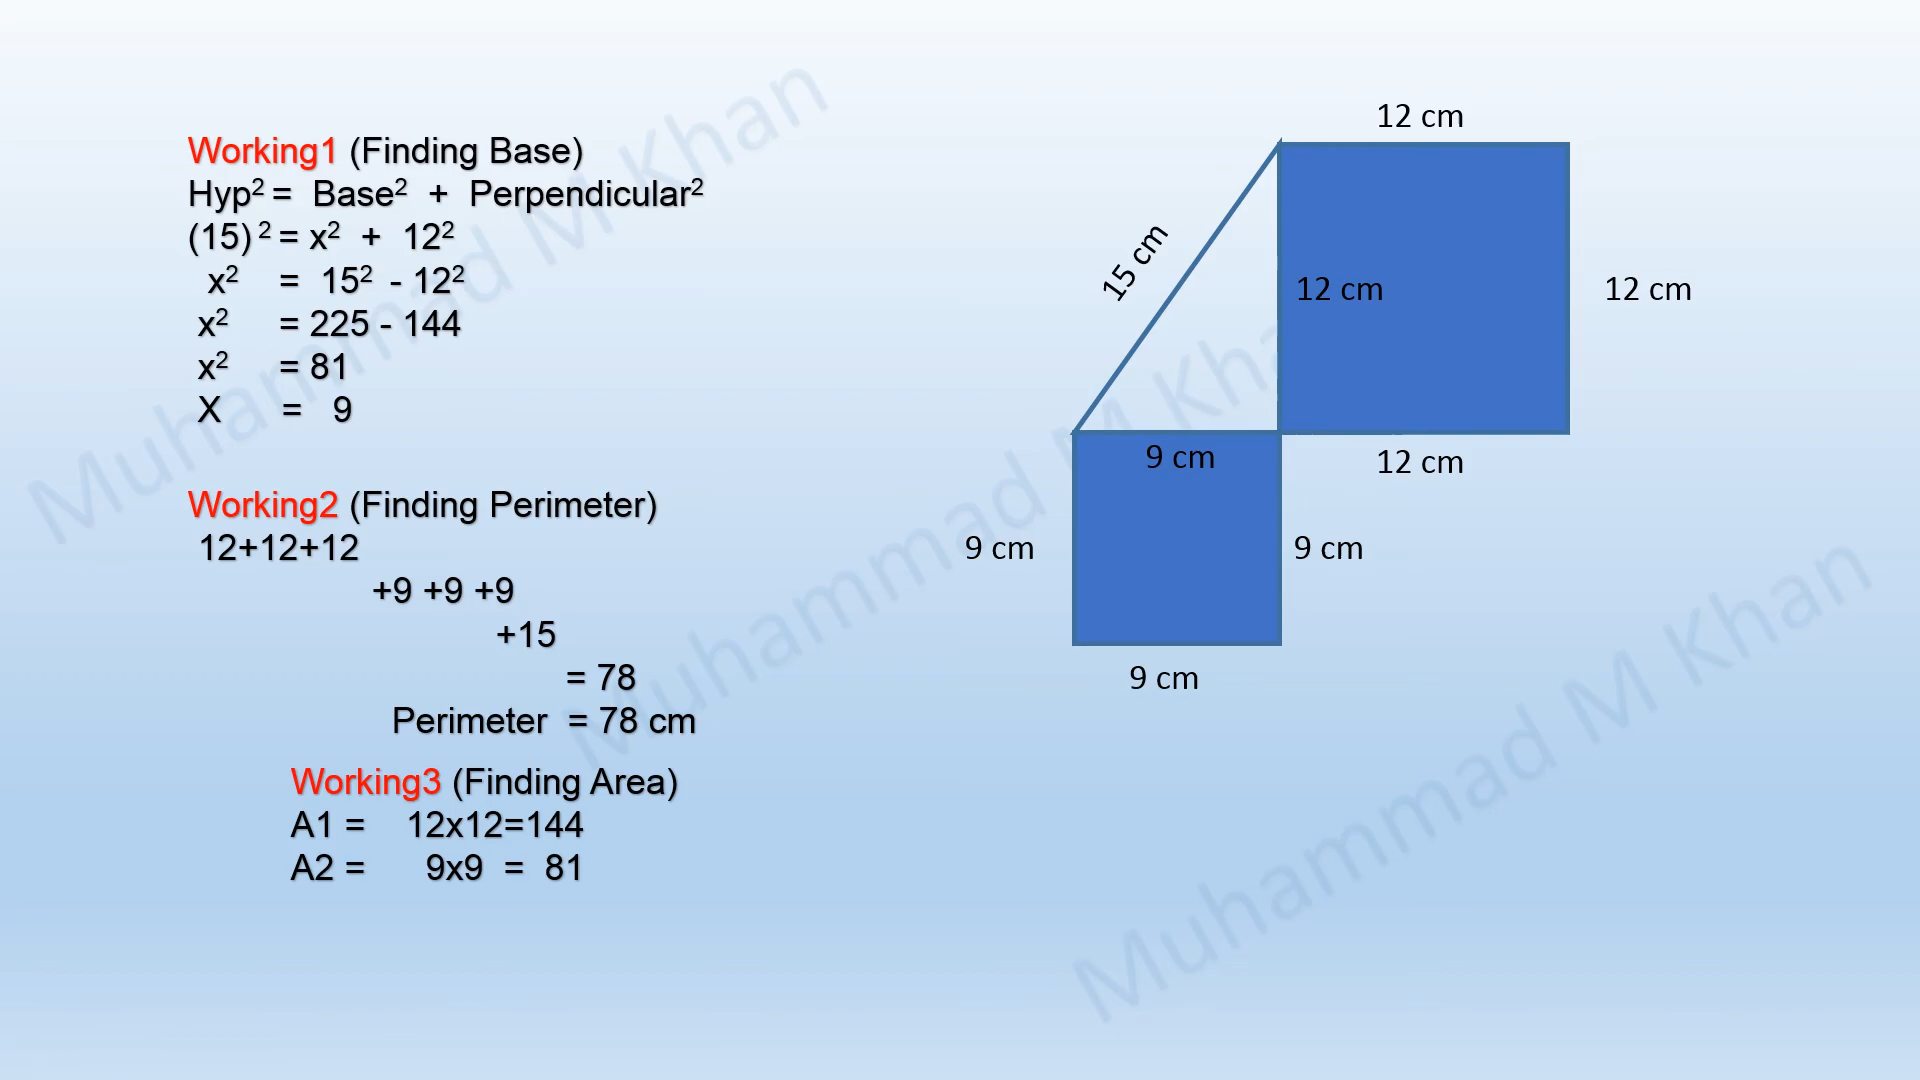 Working1 (Finding Base)
Hyp² = Base² + Perpendicular²
(15)² = x² + 12²
x² = 15² - 12²
x² = 225 - 144
x² = 81
X = 9
Working2 (Finding Perimeter)
12+12+12
+9 +9 +9
+15
= 78
Perimeter = 78 cm
Working3 (Finding Area)
A1 = 12x12=144
A2 = 9x9 = 81
12 cm
15 cm
12 cm
12 cm
9 cm
12 cm
9 cm
9 cm
9 cm
Muhammad M Khan
Muhammad M Khan
Muhammad M Khan